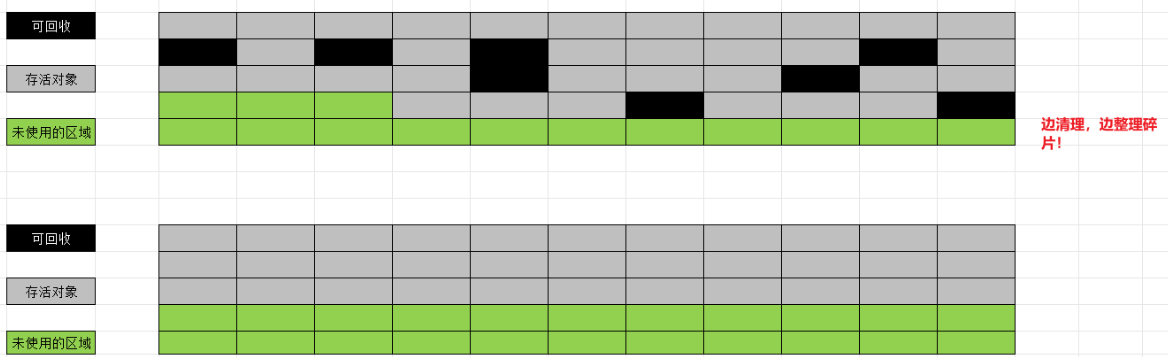 可回收
存活对象
未使用的区域
边清理，边整理碎
片！
可回收
存活对象
未使用的区域